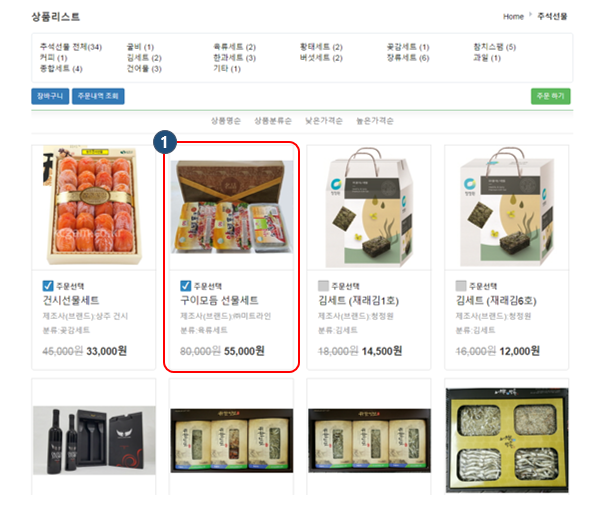 상품리스트
Home > 추석선물
추석선물 전체(34) 굴비 (1) 육류세트 (2) 황태세트 (2) 곶감세트 (1) 참치스팸 (5)
커피 (1) 김세트 (2) 한과세트 (3) 버섯세트 (2) 장류세트 (6) 과일 (1)
종합세트 (4) 건어물 (3) 기타 (1)
장바구니 주문내역 조회 주문 하기
상품명순 상품분류순 낮은가격순 높은가격순
1
청정원 청정원
주문선택 주문선택 주문선택 주문선택
건시선물세트 구이모듬 선물세트 김세트 (재래김1호) 김세트 (재래김6호)
제조사(브랜드):상주 건시 제조사(브랜드):㈜미트라인 제조사(브랜드):청정원 제조사(브랜드):청정원
분류:곶감세트 분류:육류세트 분류:김세트 분류:김세트
45,000원 33,000원 80,000원 55,000원 18,000원 14,500원 16,000원 12,000원